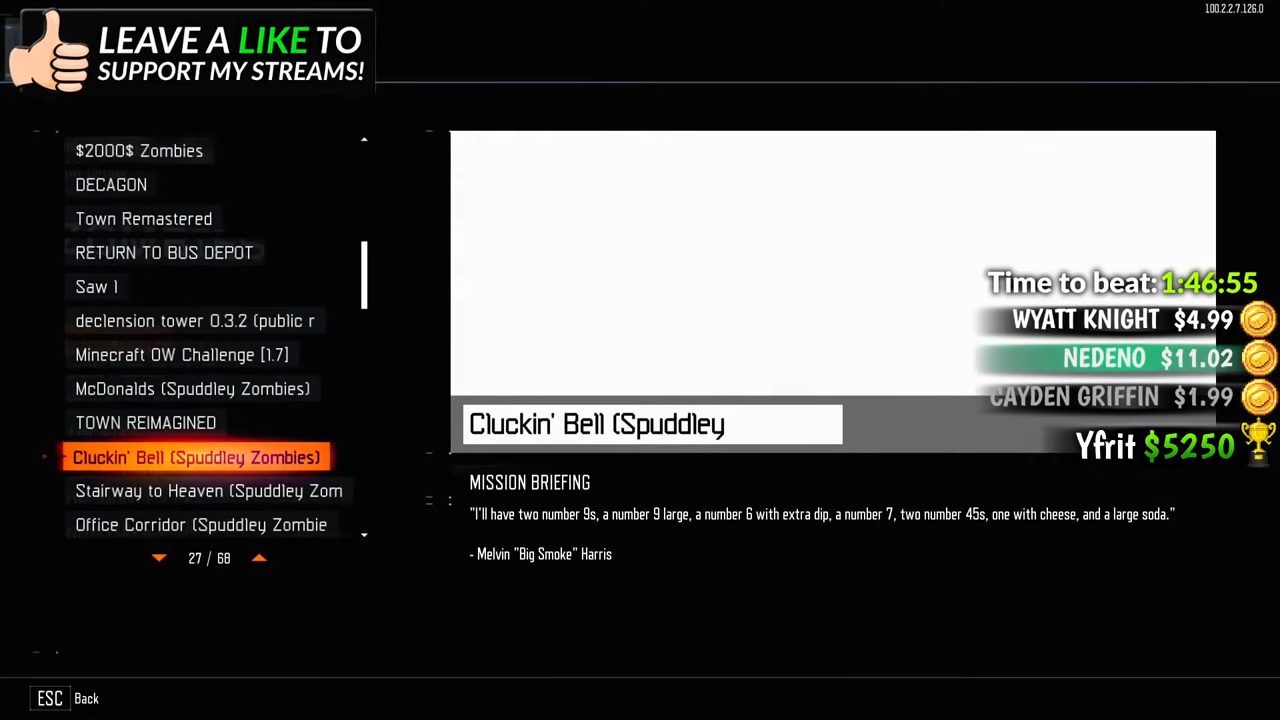 100.2.2.7.126.0
LEAVE A LIKE TO
SUPPORT MY STREAMS!
$2000$ Zombies
DECAGON
Town Remastered
RETURN TO BUS DEPOT
Saw 1
declension tower 0.3.2 (public r
Minecraft OW Challenge [1.7]
McDonalds (Spuddley Zombies)
TOWN REIMAGINED
Cluckin' Bell (Spuddley Zombies)
Stairway to Heaven (Spuddley Zom
Office Corridor (Spuddley Zombie
27 / 68
Cluckin' Bell (Spuddley
MISSION BRIEFING
"I'll have two number 9s, a number 9 large, a number 6 with extra dip, a number 7, two number 45s, one with cheese, and a large soda."
- Melvin "Big Smoke" Harris
Time to beat: 1:46:55
WYATT KNIGHT $4.99
NEDENO $11.02
CAYDEN GRIFFIN $1.99
Yfrit $5250
ESC Back